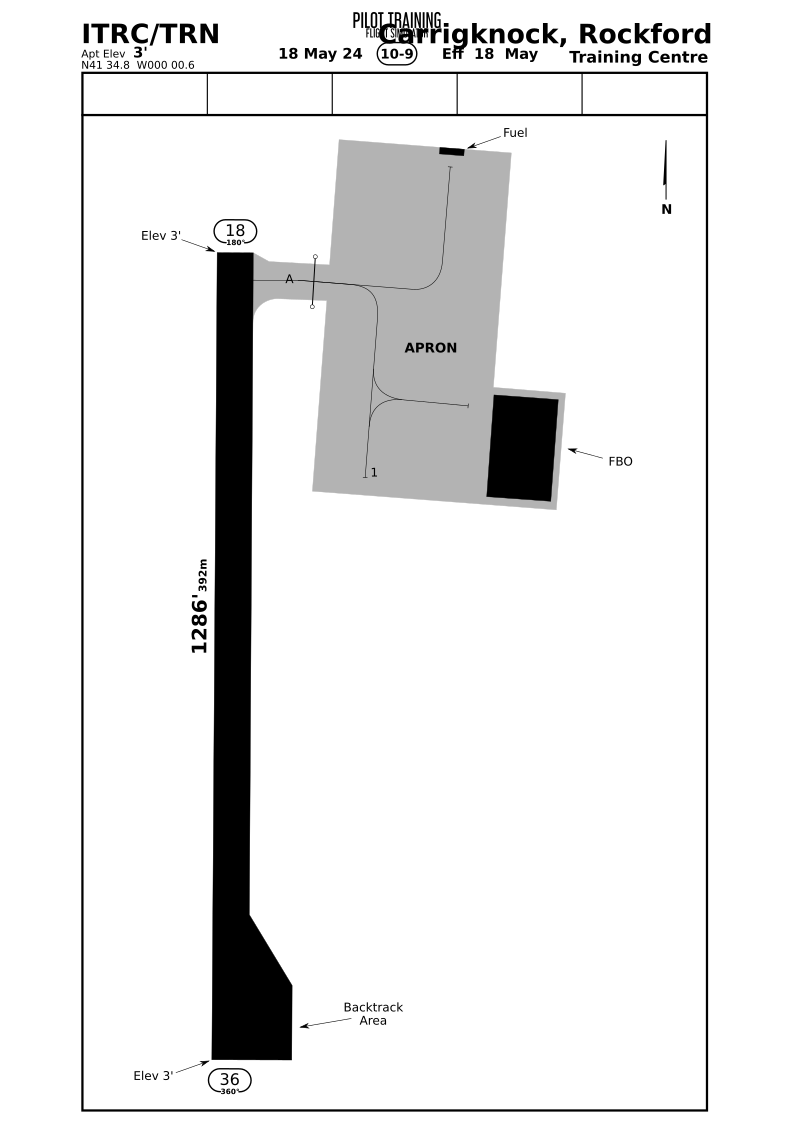 PILOT TRAINING
FLIGHT SIMULATOR
ITRC/TRN
Carrigknock, Rockford
Apt Elev 3'
18 May 24 10-9 Eff 18 May
Training Centre
N41 34.8 W000 00.6
Fuel
N
18
180°
Elev 3'
A
APRON
FBO
1
1286' 392m
Backtrack
Area
Elev 3'
36
360°